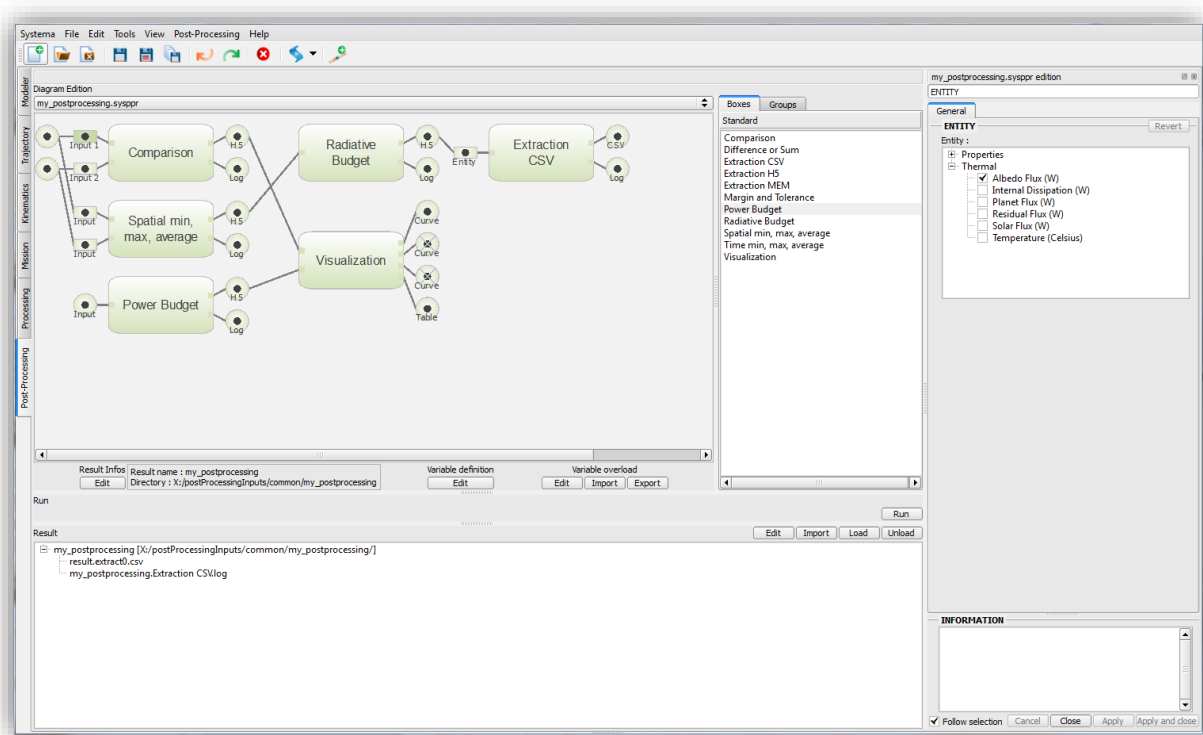 Systema File Edit Tools View Post-Processing Help
my_postprocessing.sysppr edition
ENTITY
Modeler
Trajectory
Kinematics
Mission
Processing
Post-Processing
Diagram Edition
my_postprocessing.sysppr
Input 1
Input 2
Comparison
H5
Log
Input
Input
Spatial min,
max, average
H5
Log
Input
Power Budget
H5
Log
Radiative
Budget
H5
Log
Visualization
Curve
Curve
Curve
Table
Entity
Extraction
CSV
CSV
Log
Boxes Groups
Standard
Comparison
Difference or Sum
Extraction CSV
Extraction H5
Extraction MEM
Margin and Tolerance
Power Budget
Radiative Budget
Spatial min, max, average
Time min, max, average
Visualization
General
ENTITY Revert
Entity :
Properties
Thermal
Albedo Flux (W)
Internal Dissipation (W)
Planet Flux (W)
Residual Flux (W)
Solar Flux (W)
Temperature (Celsius)
Result Infos
Edit
Result name : my_postprocessing
Directory : X:/postProcessingInputs/common/my_postprocessing
Variable definition
Edit
Variable overload
Edit Import Export
Run
Run
Result Edit Import Load Unload
my_postprocessing [X:/postProcessingInputs/common/my_postprocessing/]
result.extract0.csv
my_postprocessing.Extraction CSV.log
INFORMATION
Follow selection Cancel Close Apply Apply and close